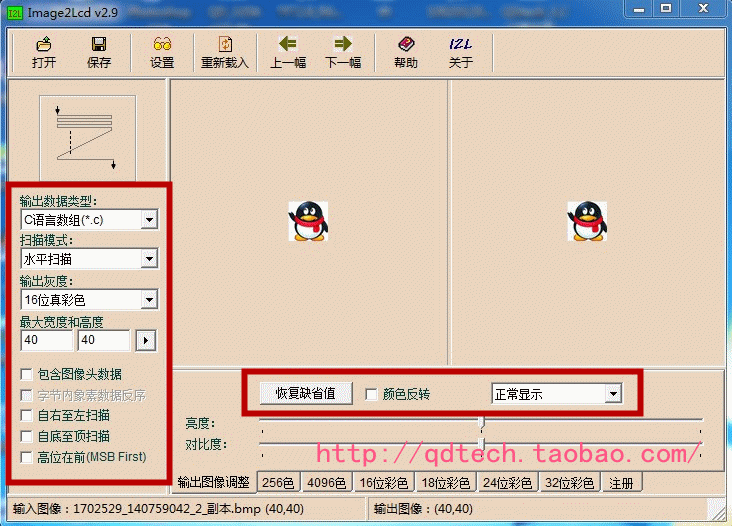 Image2Lcd v2.9
打开 保存 设置 重新载入 上一幅 下一幅 帮助 关于
输出数据类型:
C语言数组(*.c)
扫描模式:
水平扫描
输出灰度:
16位真彩色
最大宽度和高度
40 40
包含图像头数据
字节内象素数据反序
自右至左扫描
自底至顶扫描
高位在前(MSB First)
恢复缺省值 颜色反转 正常显示
亮度:
对比度:
http://qdtech.taobao.com/
输出图像调整 256色 4096色 16位彩色 18位彩色 24位彩色 32位彩色 注册
输入图像: 1702529_140759042_2_副本.bmp (40,40) 输出图像: (40,40)